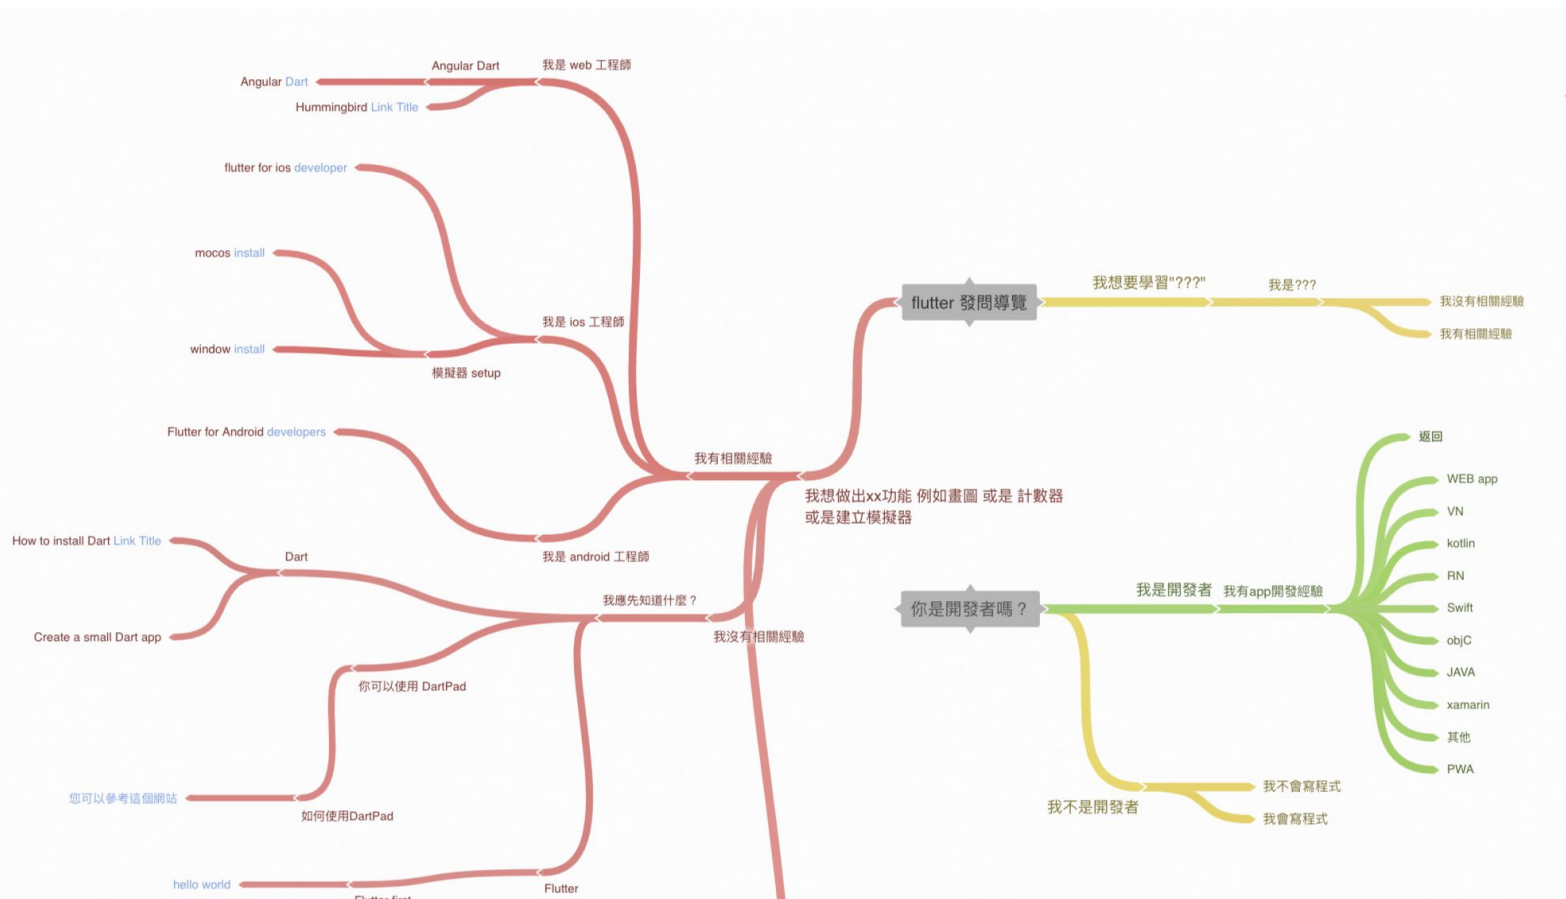 我是 web 工程師
Angular Dart
Angular Dart
Hummingbird Link Title
flutter for ios developer
mocos install
我是 ios 工程師
window install
模擬器 setup
Flutter for Android developers
我有相關經驗
我是 android 工程師
How to install Dart Link Title
Dart
我應先知道什麼？
Create a small Dart app
我沒有相關經驗
你可以使用 DartPad
您可以參考這個網站
如何使用DartPad
hello world
Flutter
Flutter first
flutter 發問導覽
我想要學習"???"
我是???
我沒有相關經驗
我有相關經驗
我想做出xx功能 例如畫圖 或是 計數器
或是建立模擬器
你是開發者嗎？
我是開發者
我有app開發經驗
返回
WEB app
VN
kotlin
RN
Swift
objC
JAVA
xamarin
其他
PWA
我不是開發者
我不會寫程式
我會寫程式